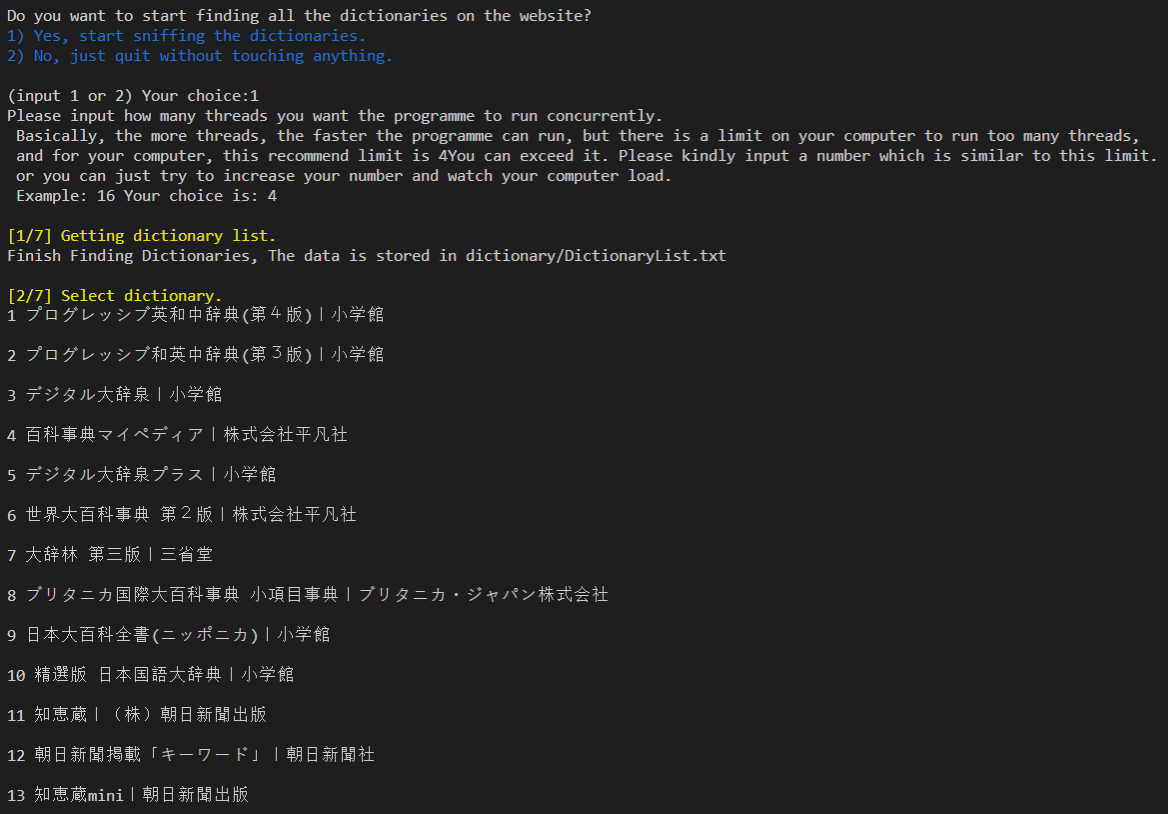 Do you want to start finding all the dictionaries on the website?
1) Yes, start sniffing the dictionaries.
2) No, just quit without touching anything.
(input 1 or 2) Your choice:1
Please input how many threads you want the programme to run concurrently.
Basically, the more threads, the faster the programme can run, but there is a limit on your computer to run too many threads,
and for your computer, this recommend limit is 4You can exceed it. Please kindly input a number which is similar to this limit.
or you can just try to increase your number and watch your computer load.
Example: 16 Your choice is: 4
[1/7] Getting dictionary list.
Finish Finding Dictionaries, The data is stored in dictionary/DictionaryList.txt
[2/7] Select dictionary.
1 プログレッシブ英和中辞典(第４版)|小学館
2 プログレッシブ和英中辞典(第３版)|小学館
3 デジタル大辞泉|小学館
4 百科事典マイペディア|株式会社平凡社
5 デジタル大辞泉プラス|小学館
6 世界大百科事典 第２版|株式会社平凡社
7 大辞林 第三版|三省堂
8 ブリタニカ国際大百科事典 小項目事典|ブリタニカ・ジャパン株式会社
9 日本大百科全書(ニッポニカ)|小学館
10 精選版 日本国語大辞典|小学館
11 知恵蔵|（株）朝日新聞出版
12 朝日新聞掲載「キーワード」|朝日新聞社
13 知恵蔵mini|朝日新聞出版